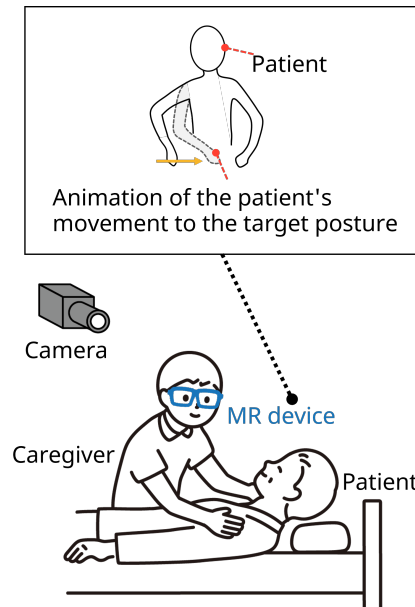 Patient
Animation of the patient's
movement to the target posture
Camera
MR device
Caregiver
Patient